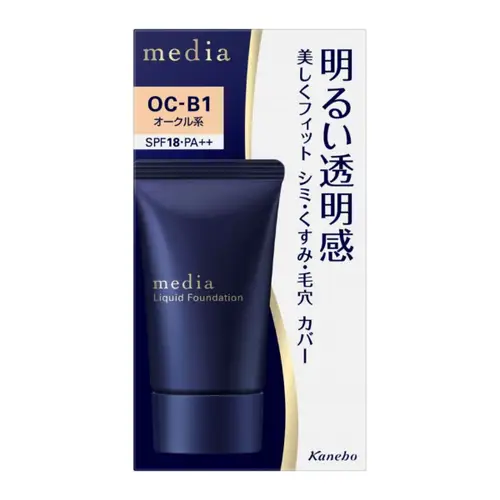 media
OC-B1
オークル系
SPF18・PA++
明るい透明感
美しくフィット シミ・くすみ・毛穴 カバー
media
Liquid Foundation
Kanebo